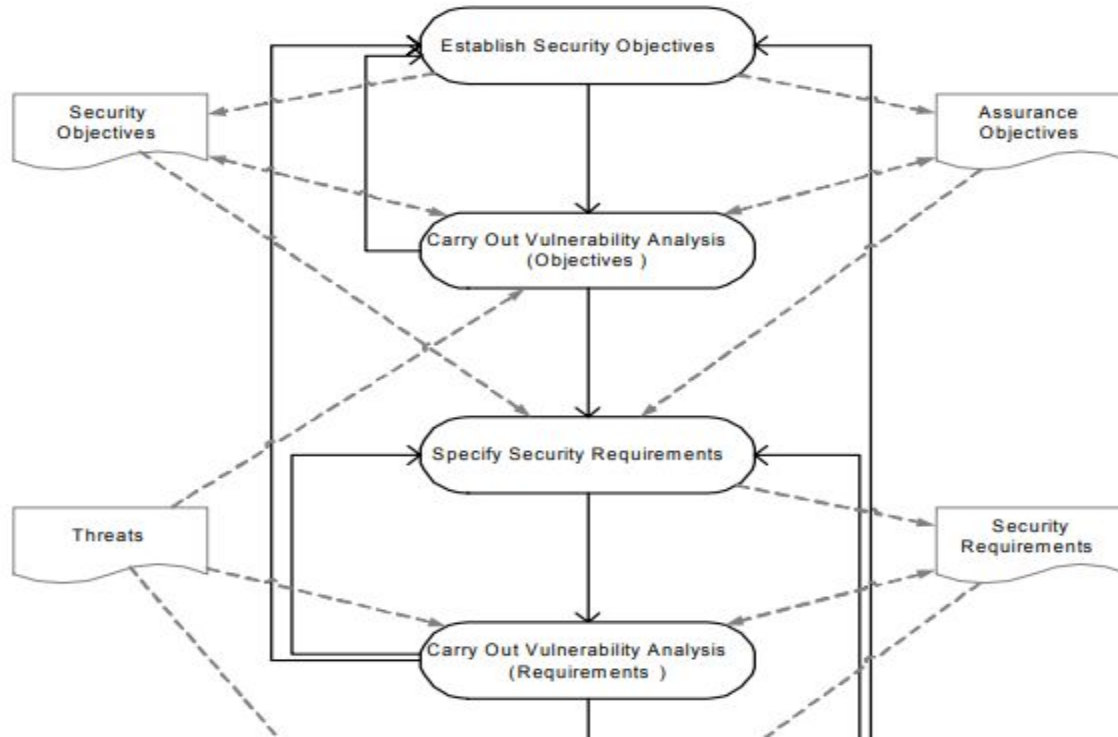 Establish Security Objectives
Security
Objectives
Assurance
Objectives
Carry Out Vulnerability Analysis
(Objectives )
Specify Security Requirements
Threats
Security
Requirements
Carry Out Vulnerability Analysis
(Requirements )